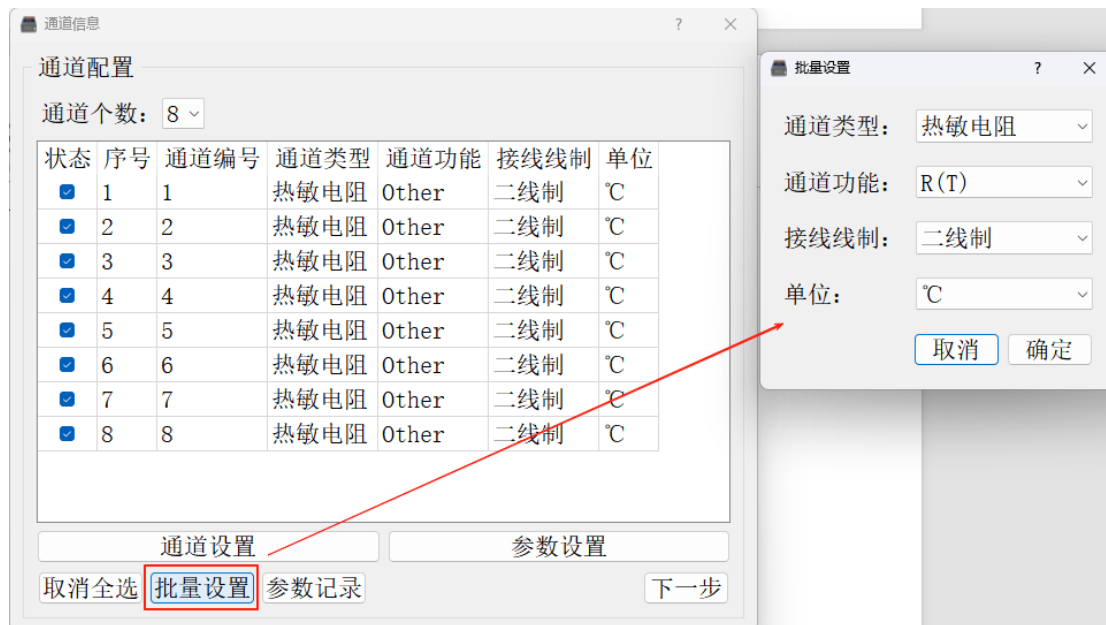 通道信息
通道配置
通道个数: 8
状态 序号 通道编号 通道类型 通道功能 接线线制 单位
1 1 热敏电阻 Other 二线制 ℃
2 2 热敏电阻 Other 二线制 ℃
3 3 热敏电阻 Other 二线制 ℃
4 4 热敏电阻 Other 二线制 ℃
5 5 热敏电阻 Other 二线制 ℃
6 6 热敏电阻 Other 二线制 ℃
7 7 热敏电阻 Other 二线制 ℃
8 8 热敏电阻 Other 二线制 ℃
通道设置 参数设置
取消全选 批量设置 参数记录 下一步
批量设置
通道类型: 热敏电阻
通道功能: R(T)
接线线制: 二线制
单位: ℃
取消 确定